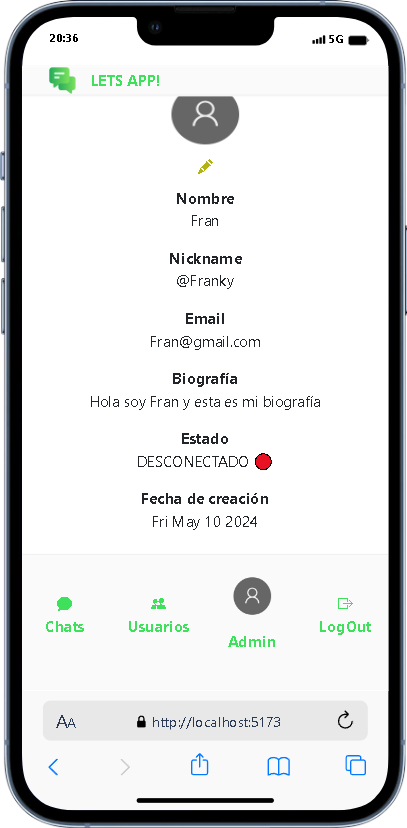 20:36
5G
LETS APP!
Nombre
Fran
Nickname
@Franky
Email
Fran@gmail.com
Biografía
Hola soy Fran y esta es mi biografía
Estado
DESCONECTADO
Fecha de creación
Fri May 10 2024
Chats
Usuarios
Admin
LogOut
AA
http://localhost:5173